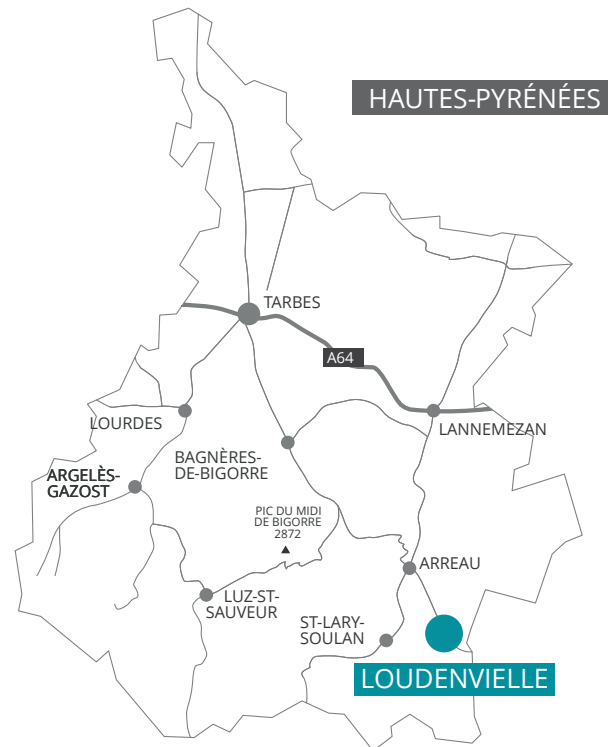 HAUTES-PYRÉNÉES
TARBES
A64
LOURDES
LANNEMEZAN
BAGNÈRES-
DE-BIGORRE
ARGELÈS-
GAZOST
PIC DU MIDI
DE BIGORRE
2872
ARREAU
LUZ-ST-
SAUVEUR
ST-LARY-
SOULAN
LOUDENVIELLE